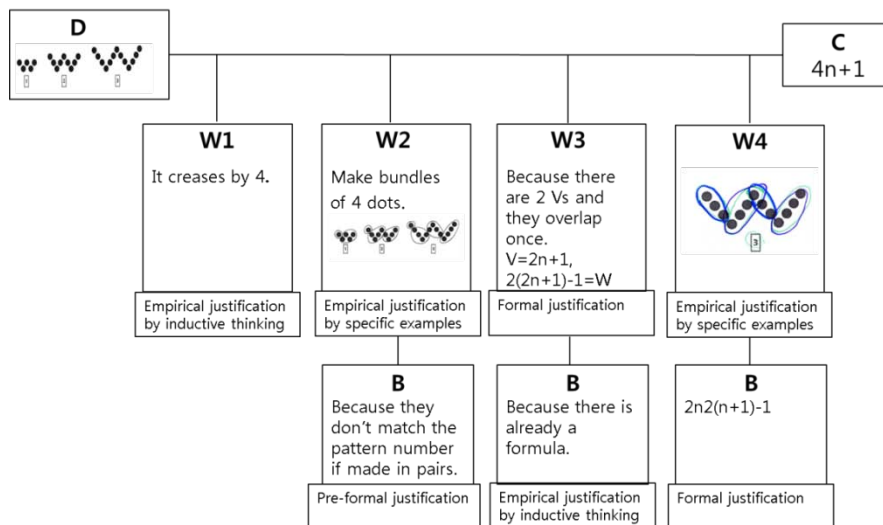 D
1
2
3
C
4n+1
W1
It creases by 4.
Empirical justification
by inductive thinking
W2
Make bundles
of 4 dots.
Empirical justification
by specific examples
W3
Because there
are 2 Vs and
they overlap
once.
V=2n+1,
2(2n+1)-1=W
Formal justification
W4
3
Empirical justification
by specific examples
B
Because they
don't match the
pattern number
if made in pairs.
Pre-formal justification
B
Because there is
already a
formula.
Empirical justification
by inductive thinking
B
2n2(n+1)-1
Formal justification